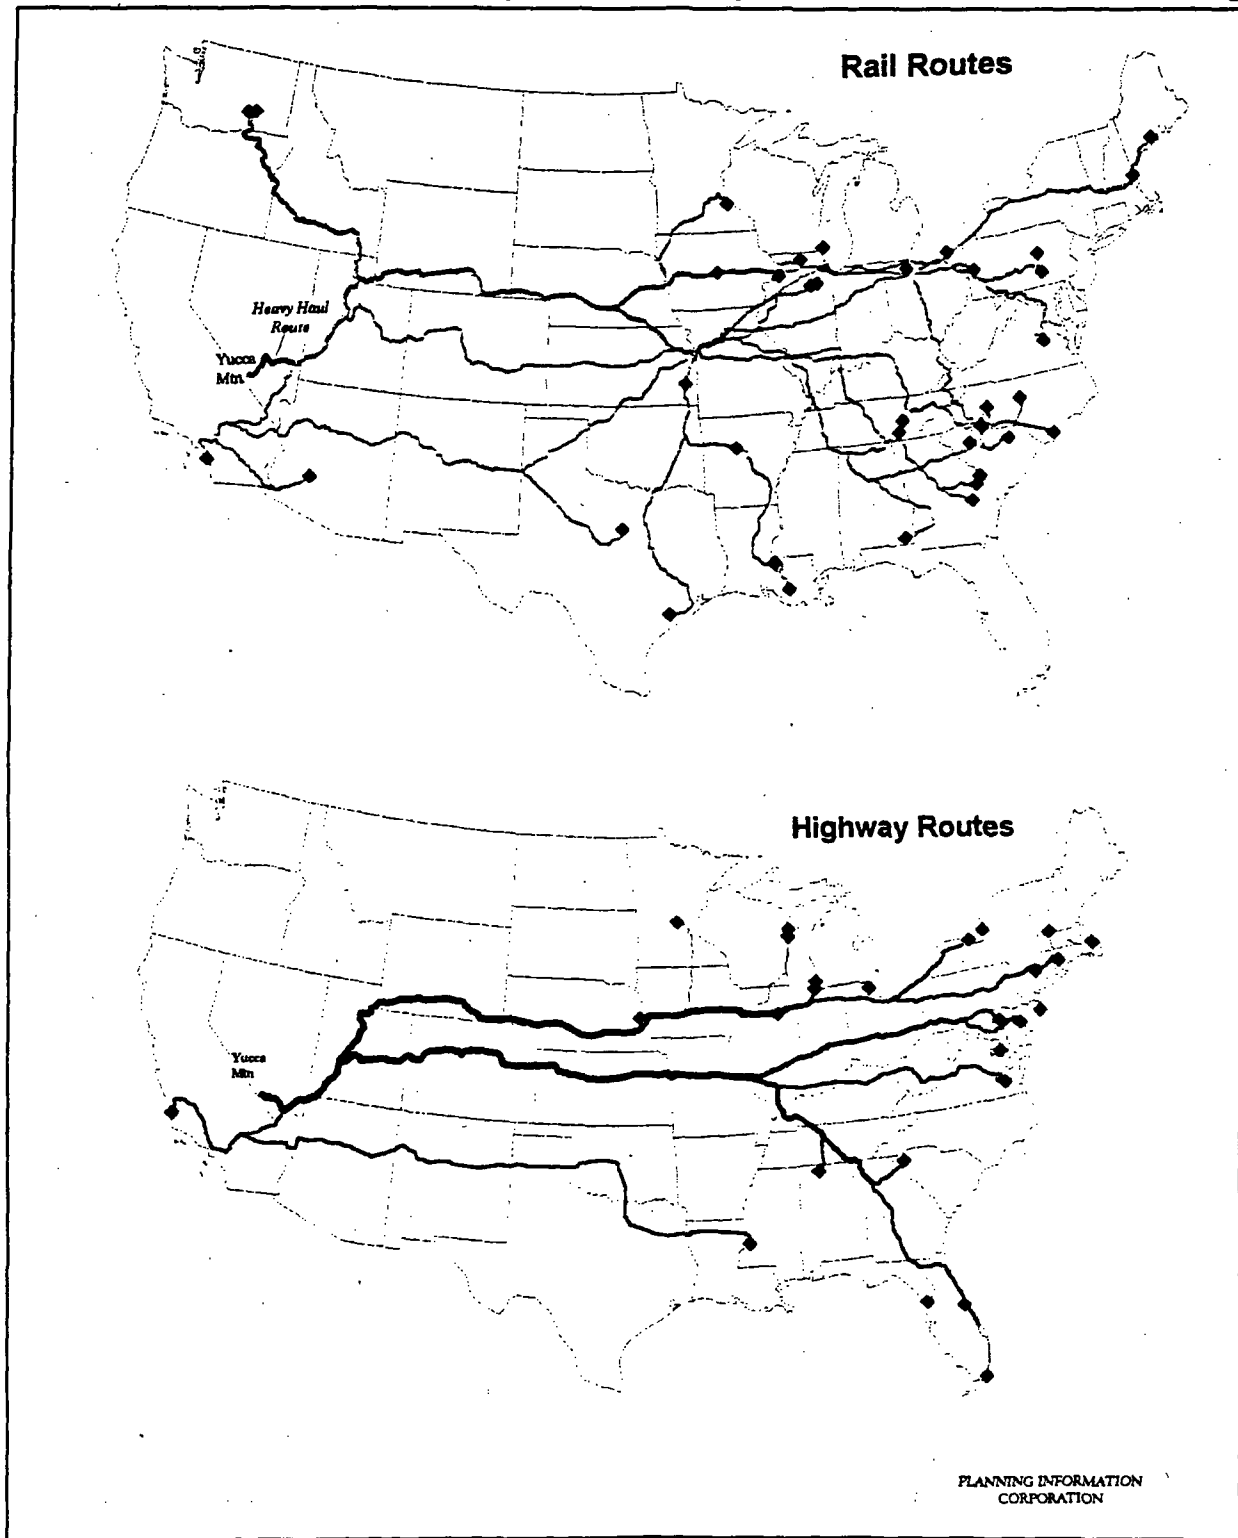 Rail Routes
Heavy Haul
Route
Yucca
Mtn.
Highway Routes
Yucca
Mtn
PLANNING INFORMATION
CORPORATION